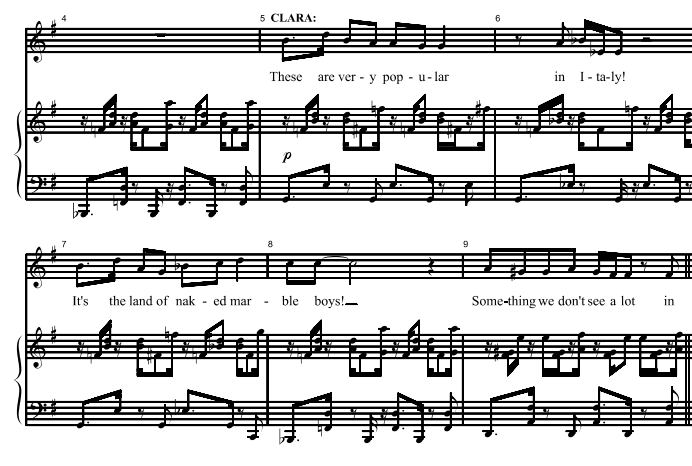 4 5 CLARA: 6
These are ver - y pop - u - lar in I - ta-ly!
p
7 8 9
It's the land of nak - ed mar - ble boys! Some-thing we don't see a lot in